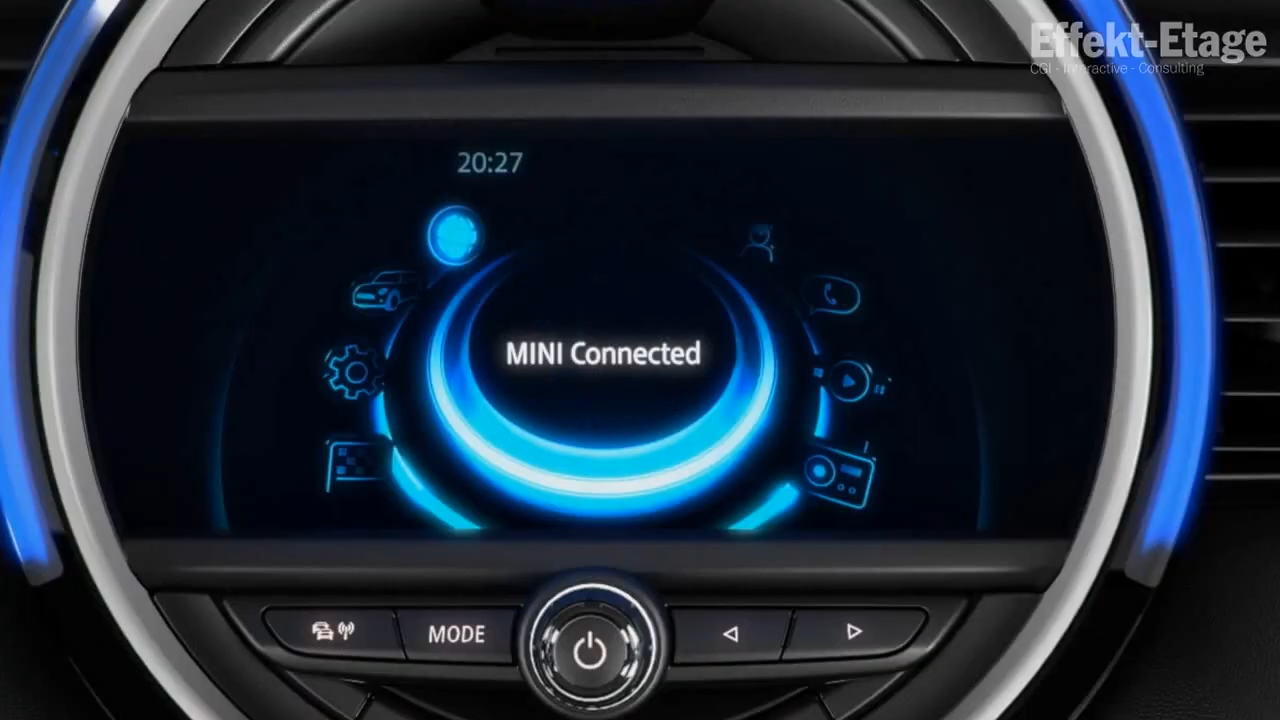 Effekt-Etage
CGI - Interactive - Consulting
20:27
MINI Connected
MODE